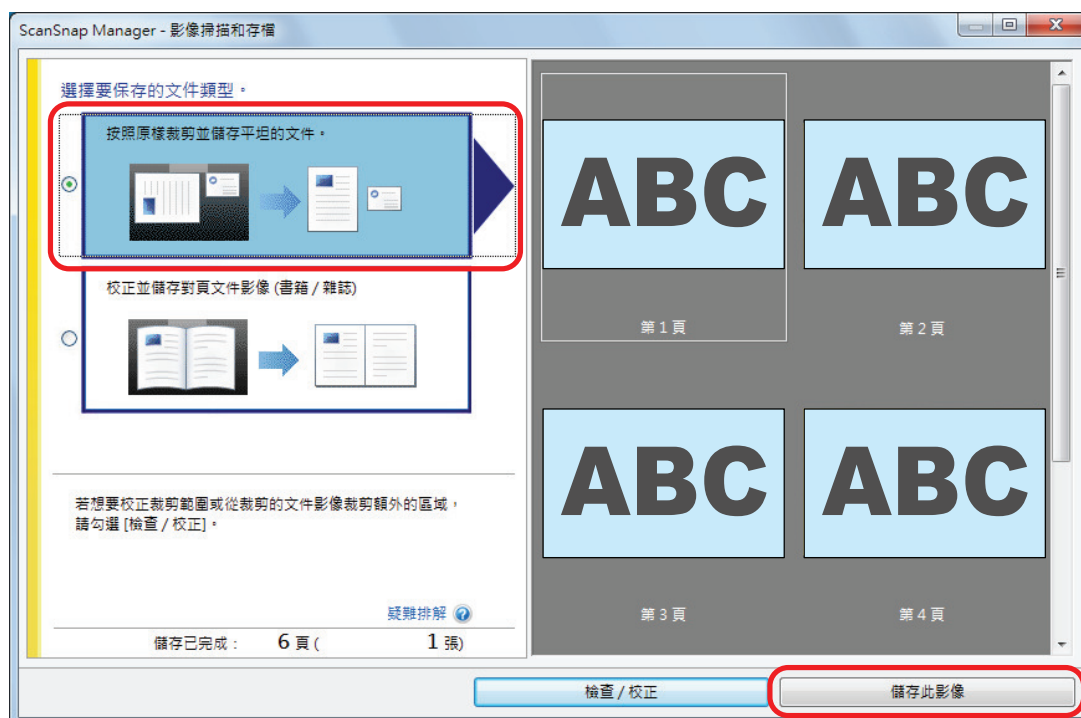 ScanSnap Manager - 影像掃描和存檔
選擇要保存的文件類型。
按照原樣裁剪並儲存平坦的文件。
校正並儲存對頁文件影像 (書籍 / 雜誌)
若想要校正裁剪範圍或從裁剪的文件影像裁剪額外的區域，
請勾選 [檢查 / 校正]。
疑難排解
儲存已完成： 6 頁 ( 1 張)
ABC
ABC
第 1 頁
第 2 頁
ABC
ABC
第 3 頁
第 4 頁
檢查 / 校正
儲存此影像